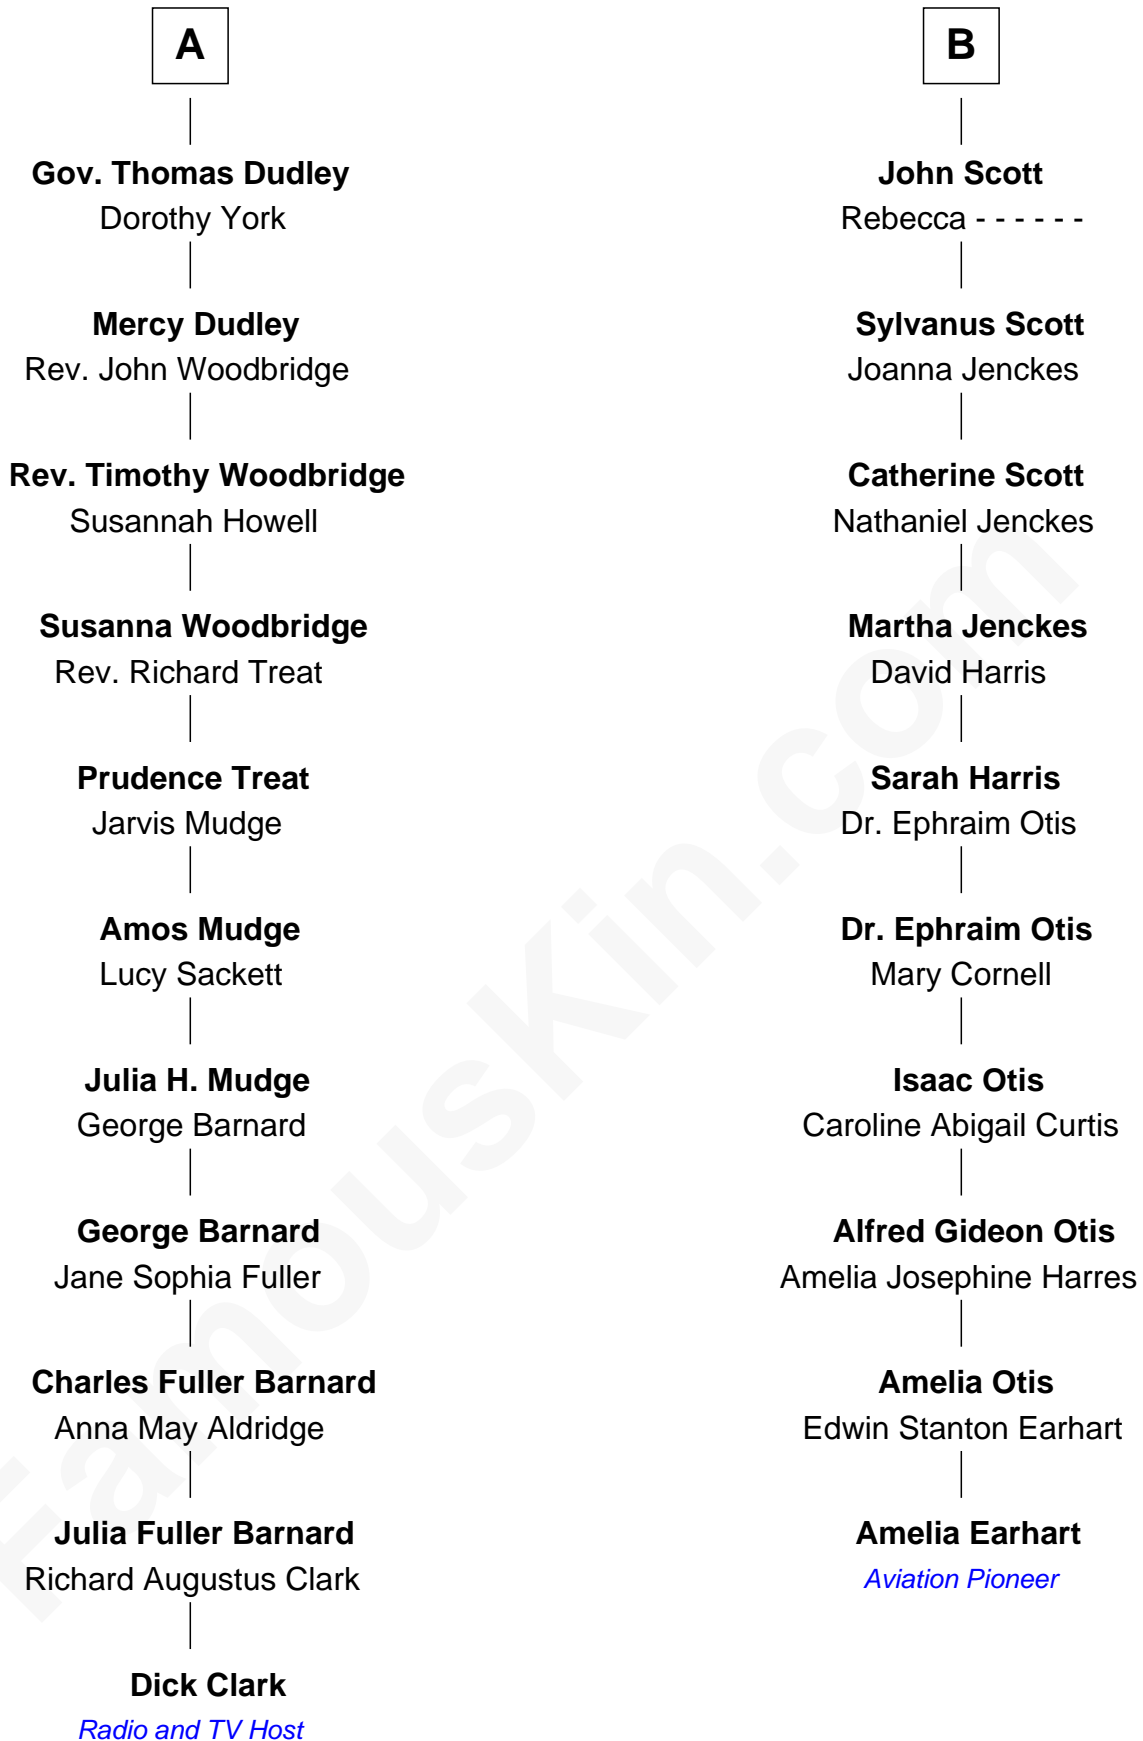 A
Gov. Thomas Dudley
Dorothy York
Mercy Dudley
Rev. John Woodbridge
Rev. Timothy Woodbridge
Susannah Howell
Susanna Woodbridge
Rev. Richard Treat
Prudence Treat
Jarvis Mudge
Amos Mudge
Lucy Sackett
Julia H. Mudge
George Barnard
George Barnard
Jane Sophia Fuller
Charles Fuller Barnard
Anna May Aldridge
Julia Fuller Barnard
Richard Augustus Clark
Dick Clark
Radio and TV Host
B
John Scott
Rebecca - - - - - -
Sylvanus Scott
Joanna Jenckes
Catherine Scott
Nathaniel Jenckes
Martha Jenckes
David Harris
Sarah Harris
Dr. Ephraim Otis
Dr. Ephraim Otis
Mary Cornell
Isaac Otis
Caroline Abigail Curtis
Alfred Gideon Otis
Amelia Josephine Harres
Amelia Otis
Edwin Stanton Earhart
Amelia Earhart
Aviation Pioneer
FamousKin.com